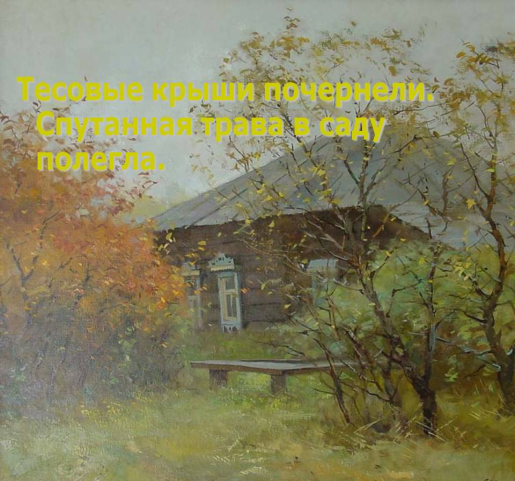 Тесовые крыши почернели.
Спутанная трава в саду
полегла.